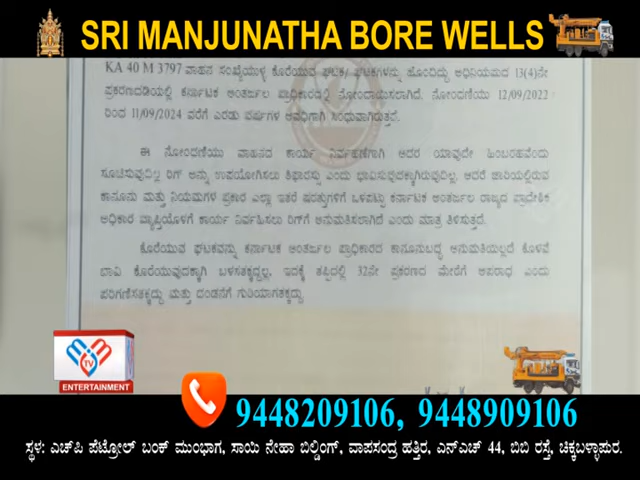 SRI MANJUNATHA BORE WELLS
KA 40 M 3797 ವಾಹನ ಸಂಖ್ಯೆಯುಳ್ಳ ಕೊರೆಯುವ ಘಟಕ/ ಘಟಕಗಳನ್ನು ಹೊಂದಿದ್ದು ಅಧಿನಿಯಮದ 13(4)ನೇ
ಪ್ರಕರಣದಡಿಯಲ್ಲಿ ಕರ್ನಾಟಕ ಅಂತರ್ಜಲ ಪ್ರಾಧಿಕಾರದಲ್ಲಿ ನೋಂದಾಯಿಸಲಾಗಿದೆ. ನೋಂದಣಿಯು 12/09/2022
ರಿಂದ 11/09/2024 ವರೆಗೆ ಎರಡು ವರ್ಷಗಳ ಅವಧಿಗಾಗಿ ಸಿಂಧುವಾಗಿರುತ್ತದೆ.
ಈ ನೋಂದಣಿಯು ವಾಹನದ ಕಾರ್ಯ ನಿರ್ವಹಣೆಗಾಗಿ ಅದರ ಯಾವುದೇ ಹಿಂಬರಹವೆಂದು
ಸೂಚಿಸುವುದಿಲ್ಲ ರಿಗ್ ಅನ್ನು ಉಪಯೋಗಿಸಲು ಶಿಫಾರಸ್ಸು ಎಂದು ಭಾವಿಸುವುದಕ್ಕಾಗಿರುವುದಿಲ್ಲ. ಆದರೆ ಜಾರಿಯಲ್ಲಿರುವ
ಕಾನೂನು ಮತ್ತು ನಿಯಮಗಳ ಪ್ರಕಾರ ಎಲ್ಲಾ ಇತರೆ ಷರತ್ತುಗಳಿಗೆ ಒಳಪಟ್ಟು ಕರ್ನಾಟಕ ಅಂತರ್ಜಲ ರಾಜ್ಯದ ಪ್ರಾದೇಶಿಕ
ಅಧಿಕಾರ ವ್ಯಾಪ್ತಿಯೊಳಗೆ ಕಾರ್ಯ ನಿರ್ವಹಿಸಲು ರಿಗ್‌ಗೆ ಅನುಮತಿಸಲಾಗಿದೆ ಎಂದು ಮಾತ್ರ ತಿಳಿಸುತ್ತದೆ.
ಕೊರೆಯುವ ಘಟಕವನ್ನು ಕರ್ನಾಟಕ ಅಂತರ್ಜಲ ಪ್ರಾಧಿಕಾರದ ಕಾನೂನುಬದ್ಧ ಅನುಮತಿಯಿಲ್ಲದೆ ಕೊಳವೆ
ಬಾವಿ ಕೊರೆಯುವುದಕ್ಕಾಗಿ ಬಳಸತಕ್ಕದ್ದಲ್ಲ, ಇದಕ್ಕೆ ತಪ್ಪಿದಲ್ಲಿ 32ನೇ ಪ್ರಕರಣದ ಮೇರೆಗೆ ಅಪರಾಧ ಎಂದು
ಪರಿಗಣಿಸತಕ್ಕದ್ದು ಮತ್ತು ದಂಡನೆಗೆ ಗುರಿಯಾಗತಕ್ಕದ್ದು
TV
ENTERTAINMENT
9448209106, 9448909106
ಸ್ಥಳ: ಎಚ್‌ಪಿ ಪೆಟ್ರೋಲ್ ಬಂಕ್ ಮುಂಭಾಗ, ಸಾಯಿ ನೇಹಾ ಬಿಲ್ಡಿಂಗ್, ವಾಪಸಂದ್ರ ಹತ್ತಿರ, ಎನ್ಎಚ್ 44, ಬಿಬಿ ರಸ್ತೆ, ಚಿಕ್ಕಬಳ್ಳಾಪುರ.